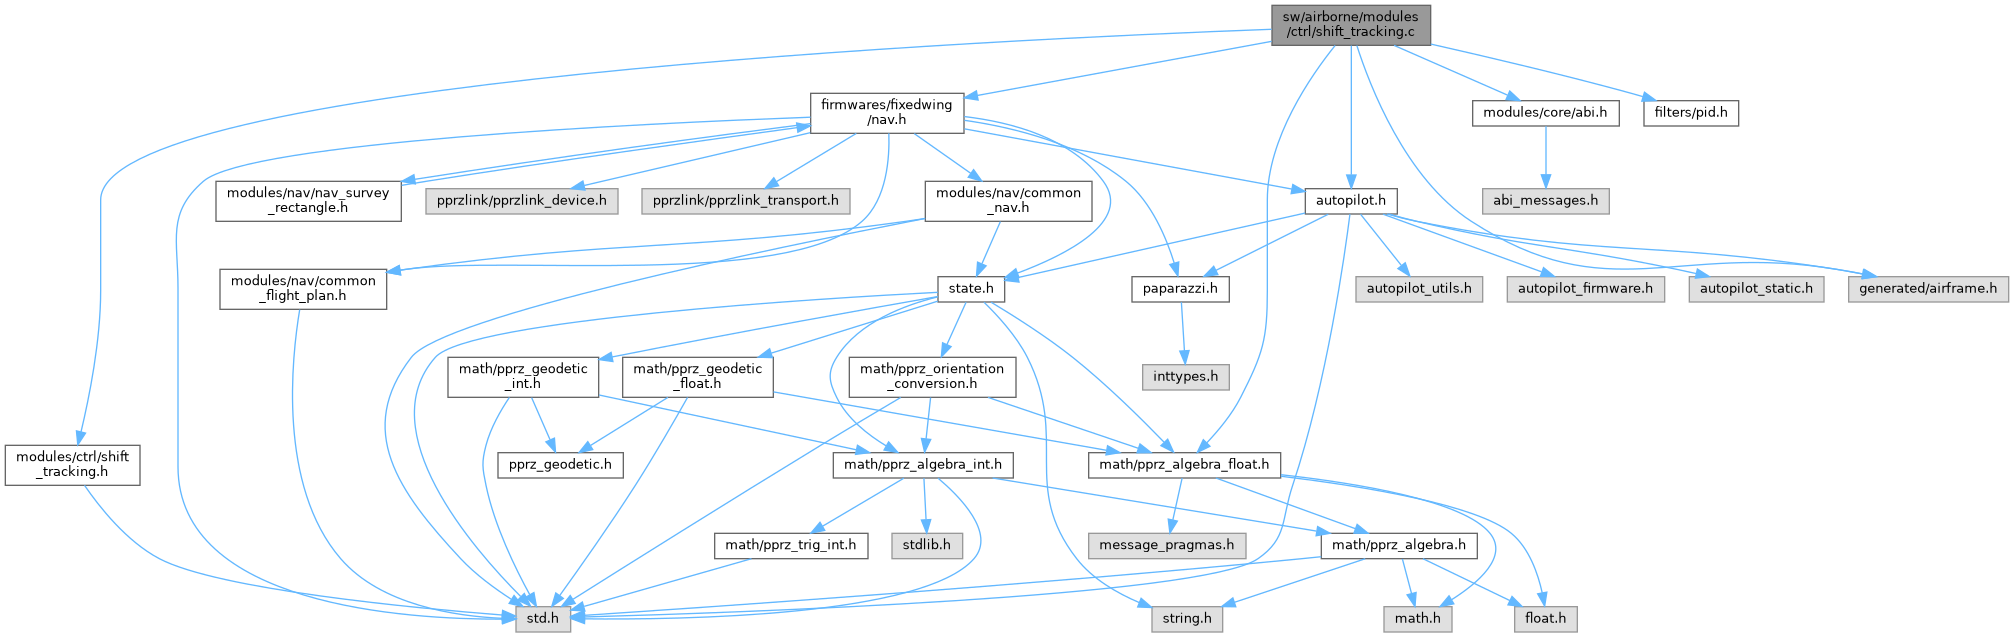 sw/airborne/modules
/ctrl/shift_tracking.c
firmwares/fixedwing
/nav.h
modules/core/abi.h
filters/pid.h
modules/nav/nav_survey
_rectangle.h
pprzlink/pprzlink_device.h
pprzlink/pprzlink_transport.h
modules/nav/common
_nav.h
autopilot.h
abi_messages.h
modules/nav/common
_flight_plan.h
state.h
paparazzi.h
autopilot_utils.h
autopilot_firmware.h
autopilot_static.h
generated/airframe.h
math/pprz_geodetic
_int.h
math/pprz_geodetic
_float.h
math/pprz_orientation
_conversion.h
inttypes.h
modules/ctrl/shift
_tracking.h
pprz_geodetic.h
math/pprz_algebra_int.h
math/pprz_algebra_float.h
math/pprz_trig_int.h
stdlib.h
message_pragmas.h
math/pprz_algebra.h
std.h
string.h
math.h
float.h